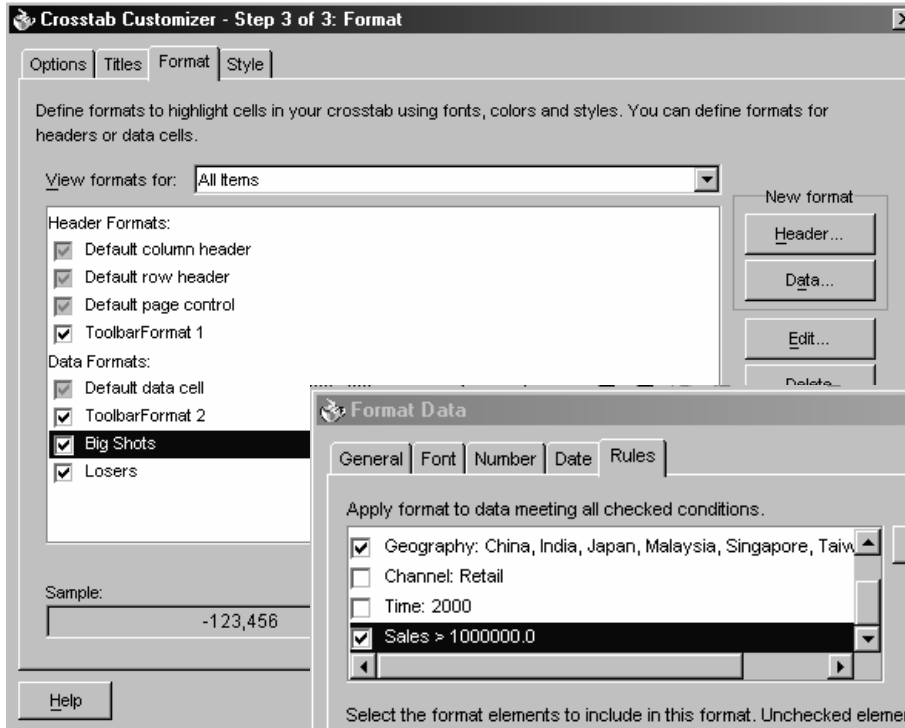 Crosstab Customizer - Step 3 of 3: Format
Options Titles Format Style
Define formats to highlight cells in your crosstab using fonts, colors and styles. You can define formats for
headers or data cells.
View formats for: All Items
New format
Header Formats:
Default column header
Default row header
Default page control
ToolbarFormat 1
Data Formats:
Default data cell
ToolbarFormat 2
Big Shots
Losers
Header...
Data...
Edit...
Delete
Sample:
-123,456
Help
Format Data
General Font Number Date Rules
Apply format to data meeting all checked conditions.
Geography: China, India, Japan, Malaysia, Singapore,
Channel: Retail
Time: 2000
Sales > 1000000.0
Select the format elements to include in this format. Unchecked